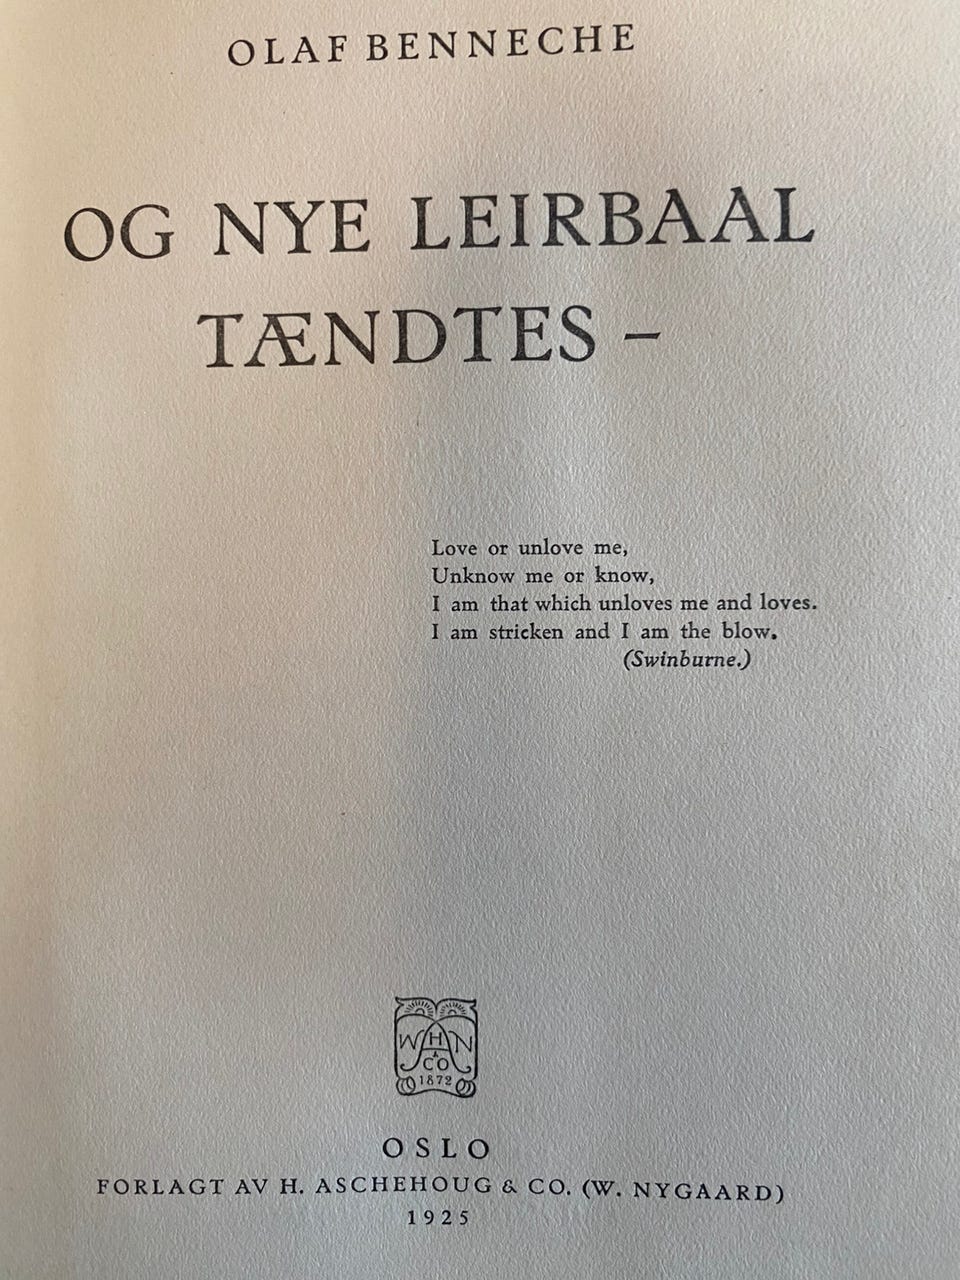 OLAF BENNECHE
OG NYE LEIRBAAL
TÆNDTES –
Love or unlove me,
Unknow me or know,
I am that which unloves me and loves.
I am stricken and I am the blow.
(Swinburne.)
W H N
A
CO
1872
OSLO
FORLAGT AV H. ASCHEHOUG & CO. (W. NYGAARD)
1925